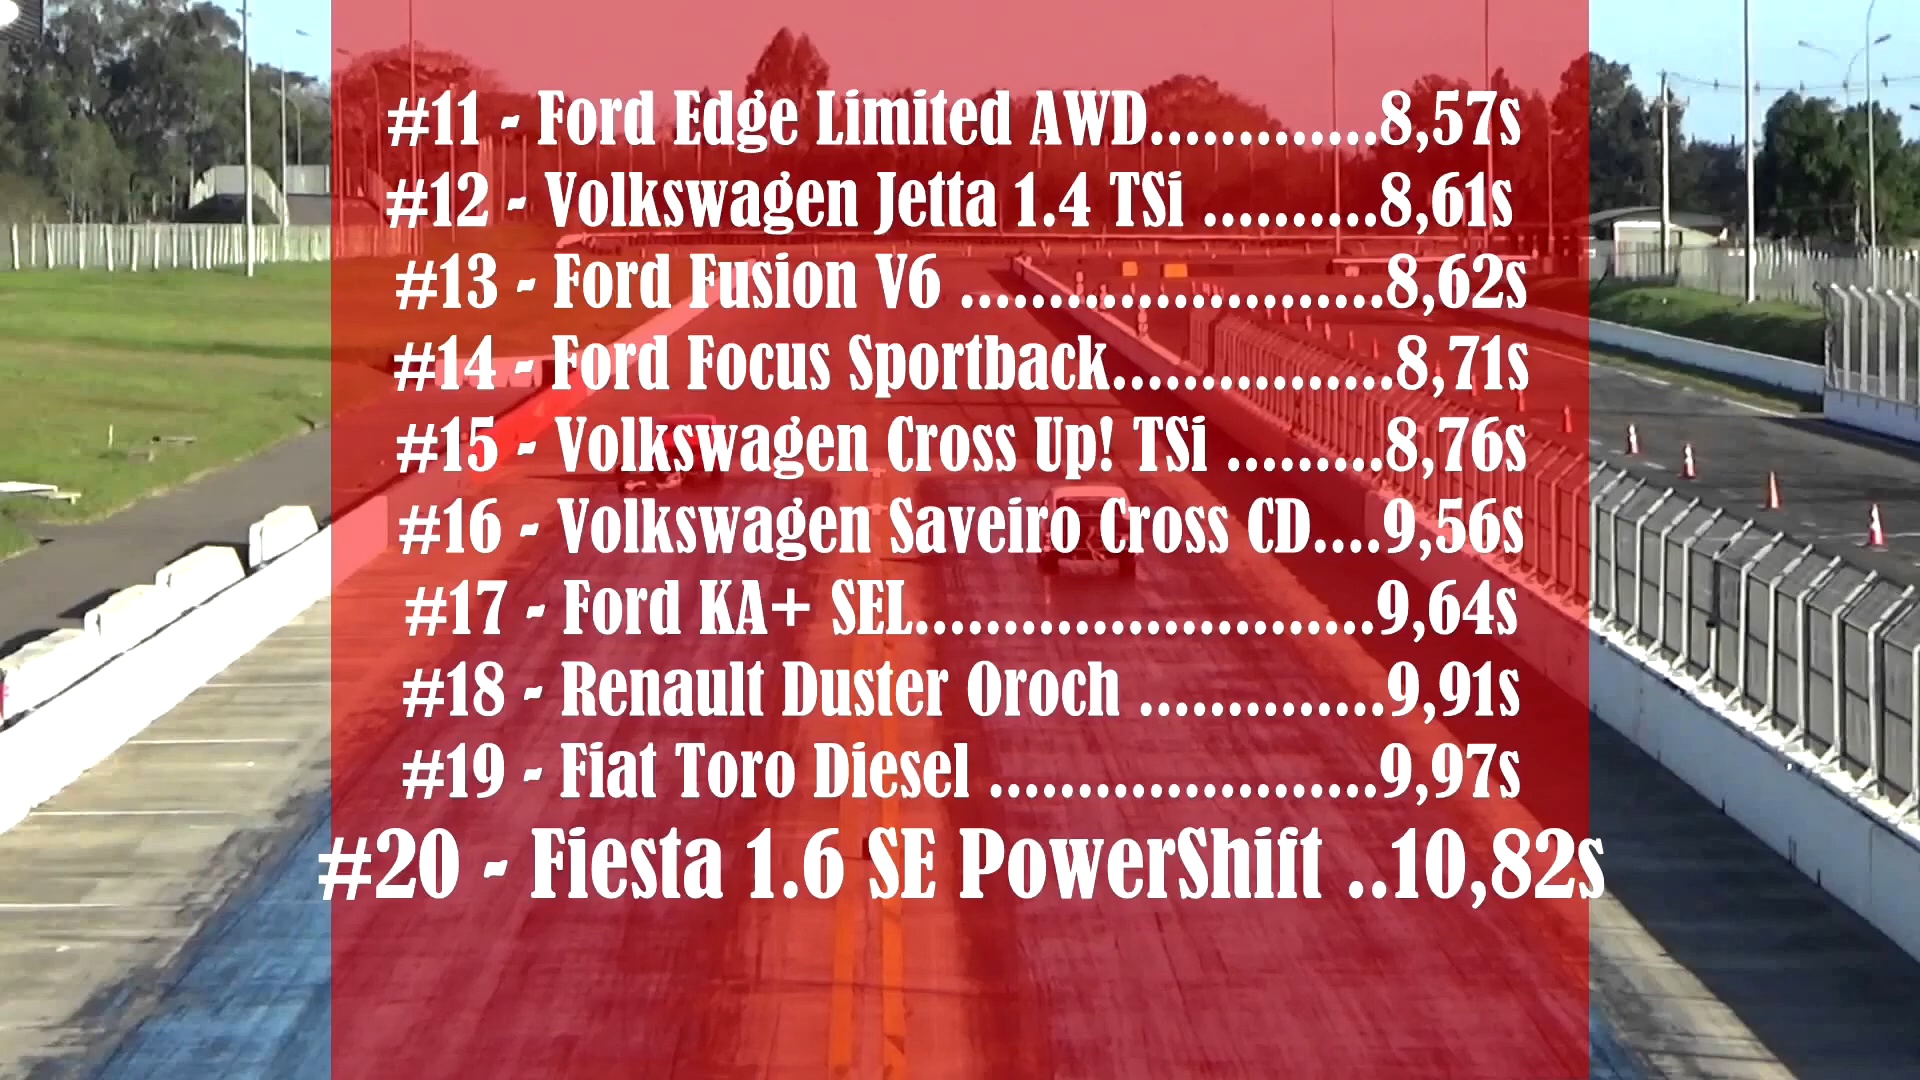 #11 - Ford Edge Limited AWD.............8,57s
#12 - Volkswagen Jetta 1.4 TSi ..........8,61s
#13 - Ford Fusion V6 ........................8,62s
#14 - Ford Focus Sportback................8,71s
#15 - Volkswagen Cross Up! TSi .........8,76s
#16 - Volkswagen Saveiro Cross CD....9,56s
#17 - Ford KA+ SEL..........................9,64s
#18 - Renault Duster Oroch ..............9,91s
#19 - Fiat Toro Diesel ......................9,97s
#20 - Fiesta 1.6 SE PowerShift ..10,82s